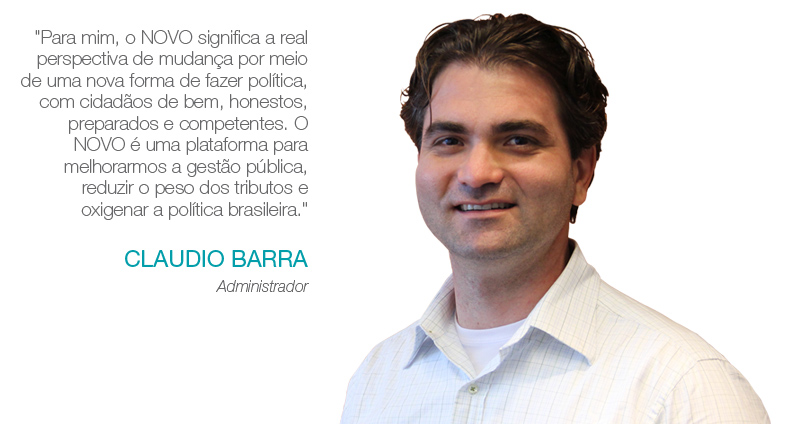 "Para mim, o NOVO significa a real
perspectiva de mudança por meio
de uma nova forma de fazer política,
com cidadãos de bem, honestos,
preparados e competentes. O
NOVO é uma plataforma para
melhorarmos a gestão pública,
reduzir o peso dos tributos e
oxigenar a política brasileira."
CLAUDIO BARRA
Administrador